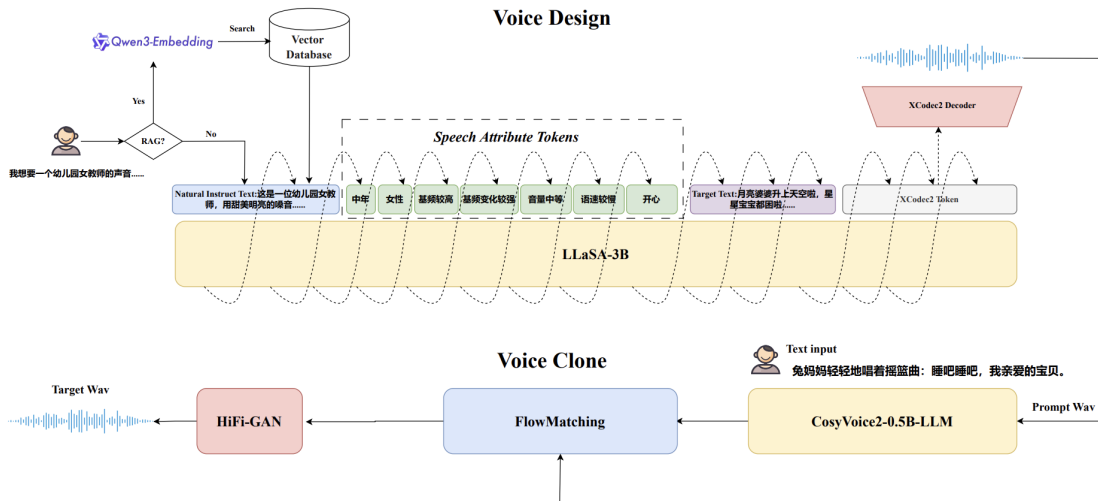 Voice Design
Qwen3-Embedding
Search
Vector
Database
Yes
RAG?
No
我想要一个幼儿园女教师的声音......
Speech Attribute Tokens
XCodec2 Decoder
Natural Instruct Text:这是一位幼儿园女教
师，用甜美明亮的嗓音......
中年
女性
基频较高
基频变化较强
音量中等
语速较慢
开心
Target Text:月亮婆婆升上天空啦，星
星宝宝都困啦......
XCodec2 Token
LLaSA-3B
Voice Clone
Text input
兔妈妈轻轻地唱着摇篮曲：睡吧睡吧，我亲爱的宝贝。
Target Wav
HiFi-GAN
FlowMatching
CosyVoice2-0.5B-LLM
Prompt Wav